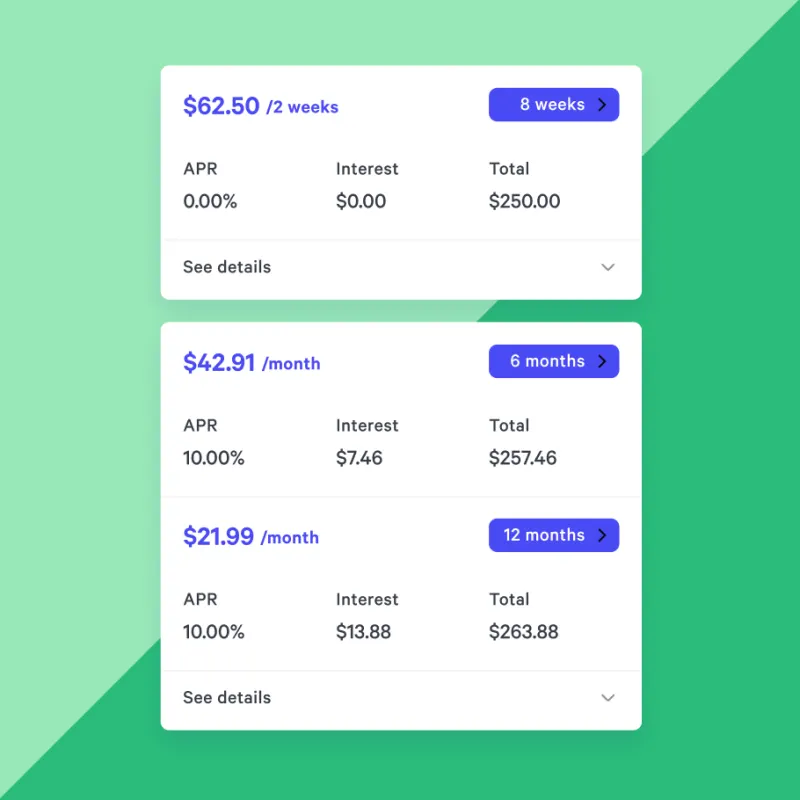 $62.50 /2 weeks 8 weeks
APR Interest Total
0.00% $0.00 $250.00
See details
$42.91 /month 6 months
APR Interest Total
10.00% $7.46 $257.46
$21.99 /month 12 months
APR Interest Total
10.00% $13.88 $263.88
See details